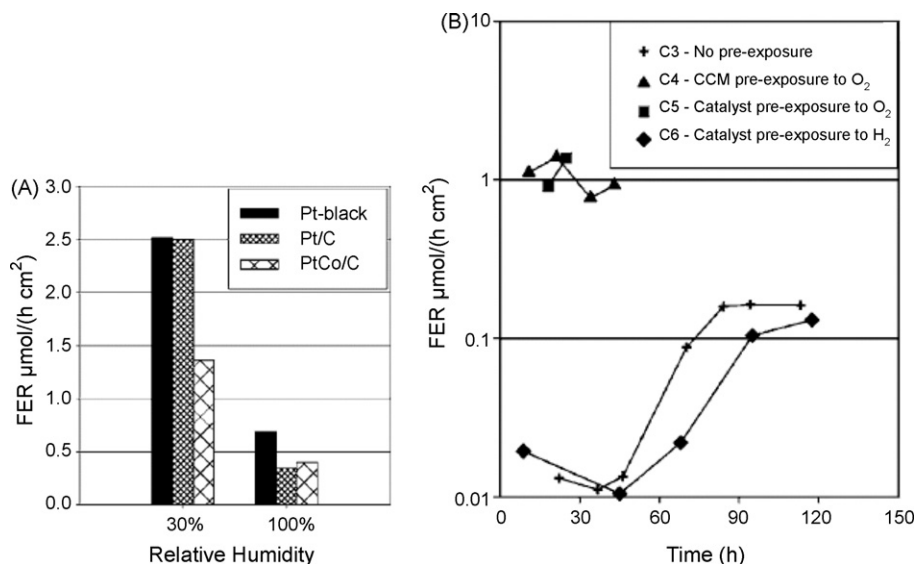 (A)
FER μmol/(h cm²)
3.0
2.5
2.0
1.5
1.0
0.5
0.0
Pt-black
Pt/C
PtCo/C
30% 100%
Relative Humidity
(B)
FER μmol/(h cm²)
10
1
0.1
0.01
C3 - No pre-exposure
C4 - CCM pre-exposure to O₂
C5 - Catalyst pre-exposure to O₂
C6 - Catalyst pre-exposure to H₂
0 30 60 90 120 150
Time (h)